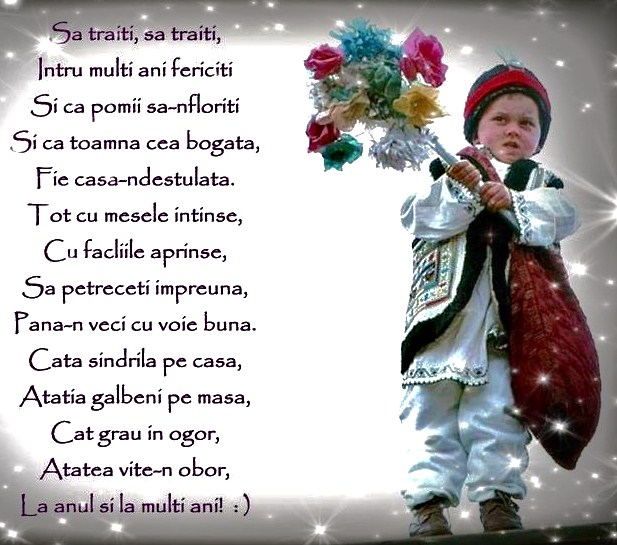 Sa traiti, sa traiti,
Intru multi ani fericiti
Si ca pomii sa-nfloriti
Si ca toamna cea bogata,
Fie casa-ndestulata.
Tot cu mesele intinse,
Cu facliile aprinse,
Sa petreceti impreuna,
Pana-n veci cu voie buna.
Cata sindrila pe casa,
Atatia galbeni pe masa,
Cat grau in ogor,
Atatea vite-n obor,
La anul si la multi ani! : )